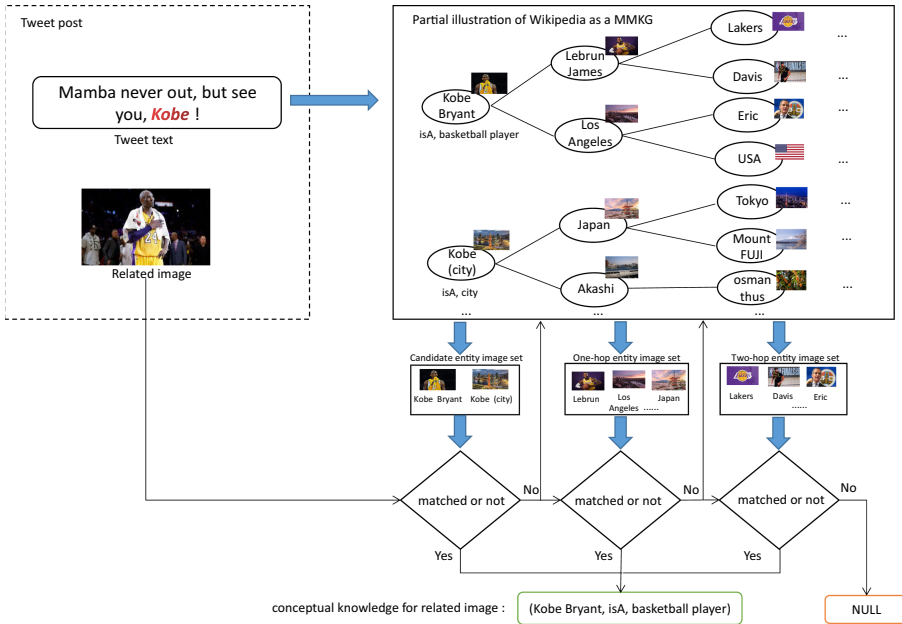 Tweet post
Mamba never out, but see
you, Kobe !
Tweet text
Related image
Partial illustration of Wikipedia as a MMKG
Kobe
Bryant
isA, basketball player
Lebrun
James
Los
Angeles
Lakers
...
Davis
...
Eric
...
USA
...
Kobe
(city)
isA, city
...
Japan
Akashi
...
Tokyo
...
Mount
FUJI
...
osman
thus
...
...
Candidate entity image set
Kobe Bryant
Kobe (city)
One-hop entity image set
Lebrun
Los
Angeles
Japan
......
Two-hop entity image set
Lakers
Davis
Eric
......
matched or not
No
Yes
matched or not
No
Yes
matched or not
No
Yes
conceptual knowledge for related image :
(Kobe Bryant, isA, basketball player)
NULL